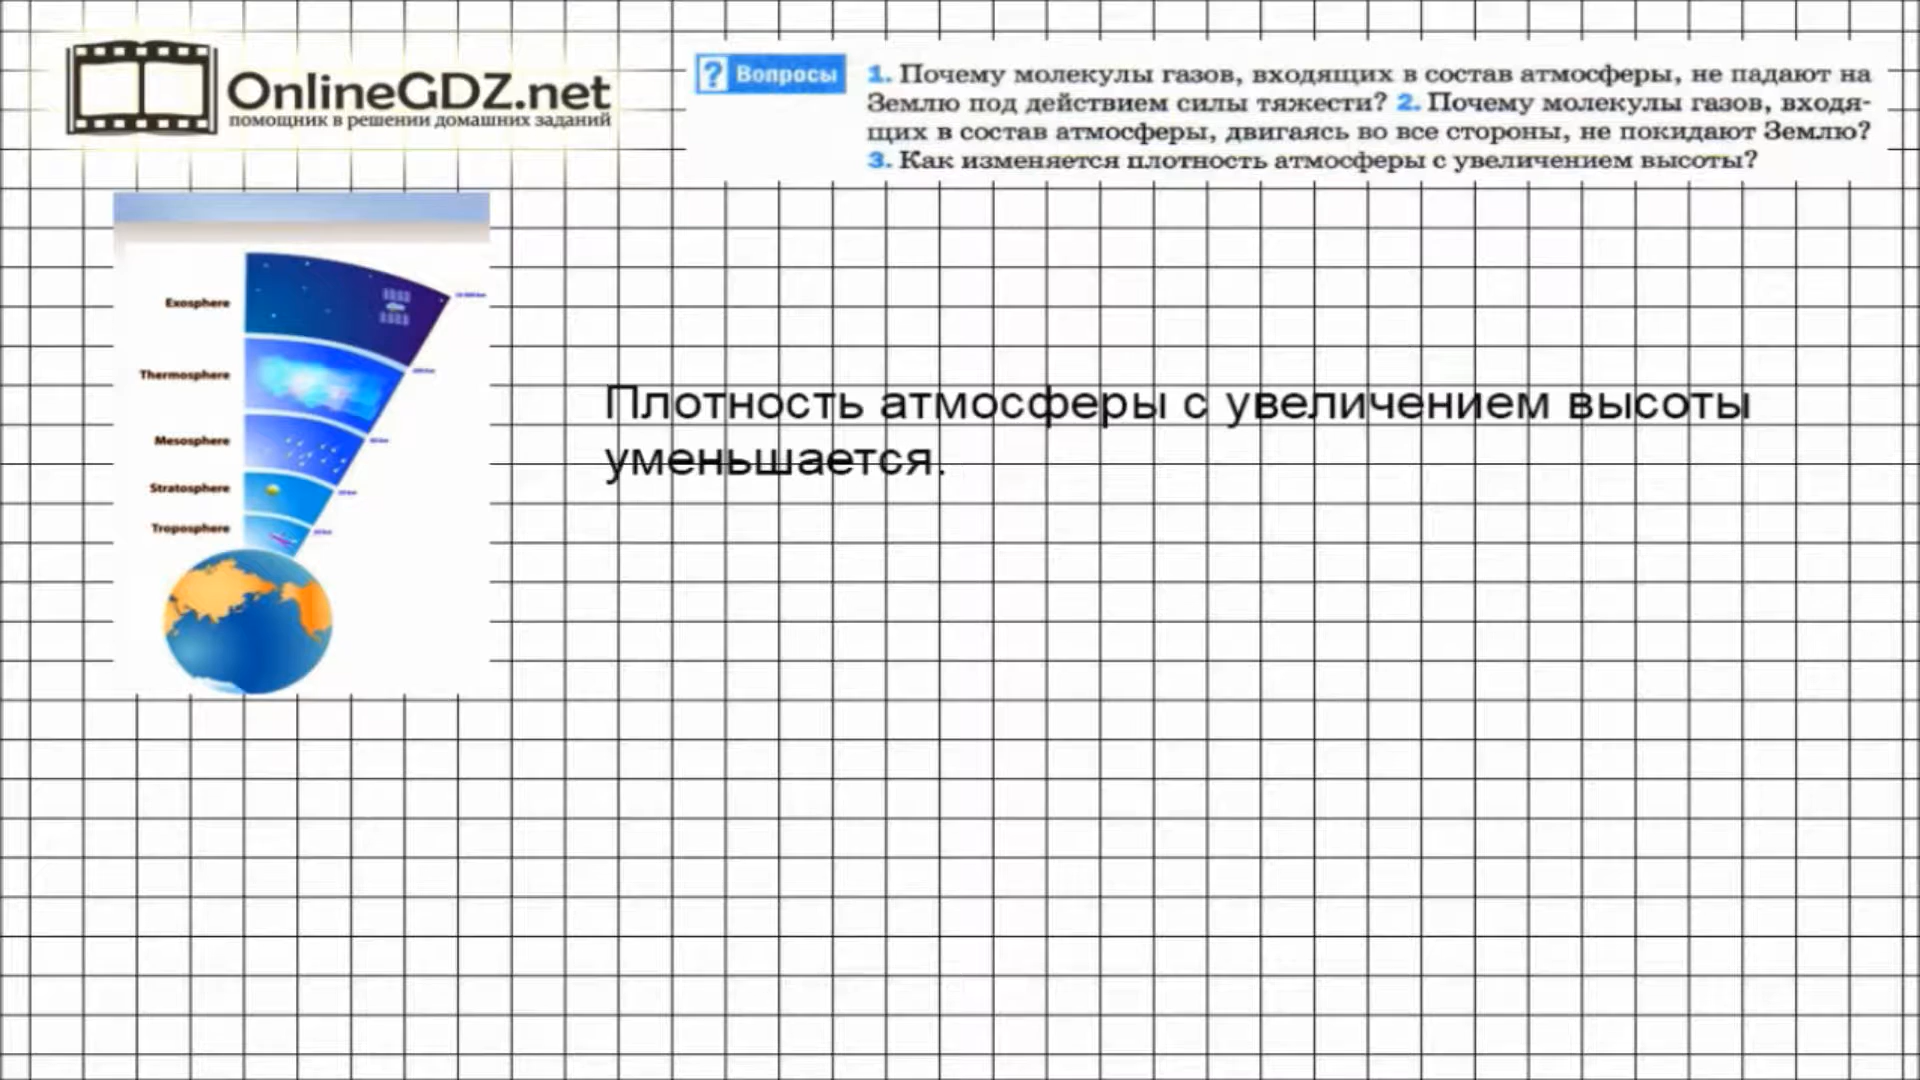 OnlineGDZ.net
помощник в решении домашних заданий
? Вопросы
1. Почему молекулы газов, входящих в состав атмосферы, не падают на
Землю под действием силы тяжести? 2. Почему молекулы газов, входя-
щих в состав атмосферы, двигаясь во все стороны, не покидают Землю?
3. Как изменяется плотность атмосферы с увеличением высоты?
Exosphere
Thermosphere
Mesosphere
Stratosphere
Troposphere
Плотность атмосферы с увеличением высоты
уменьшается.